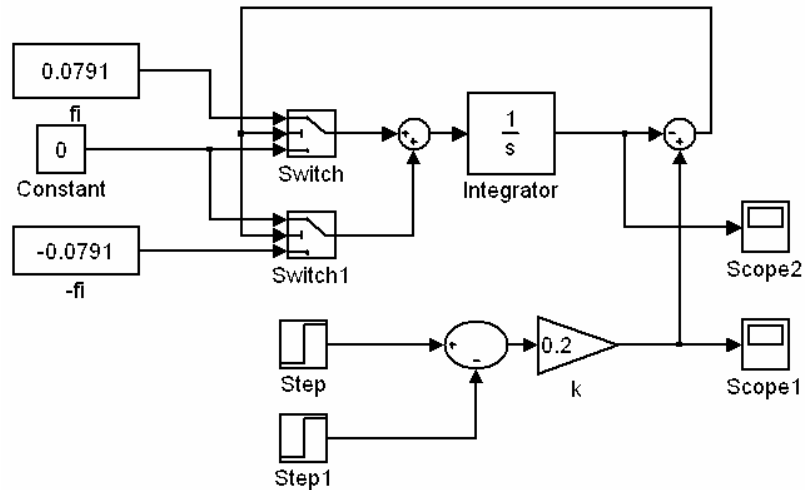 0.0791
fi
0
Constant
-0.0791
-fi
Switch
Switch1
+
+
1
s
Integrator
-
+
Scope2
Step
+
-
0.2
k
Scope1
Step1